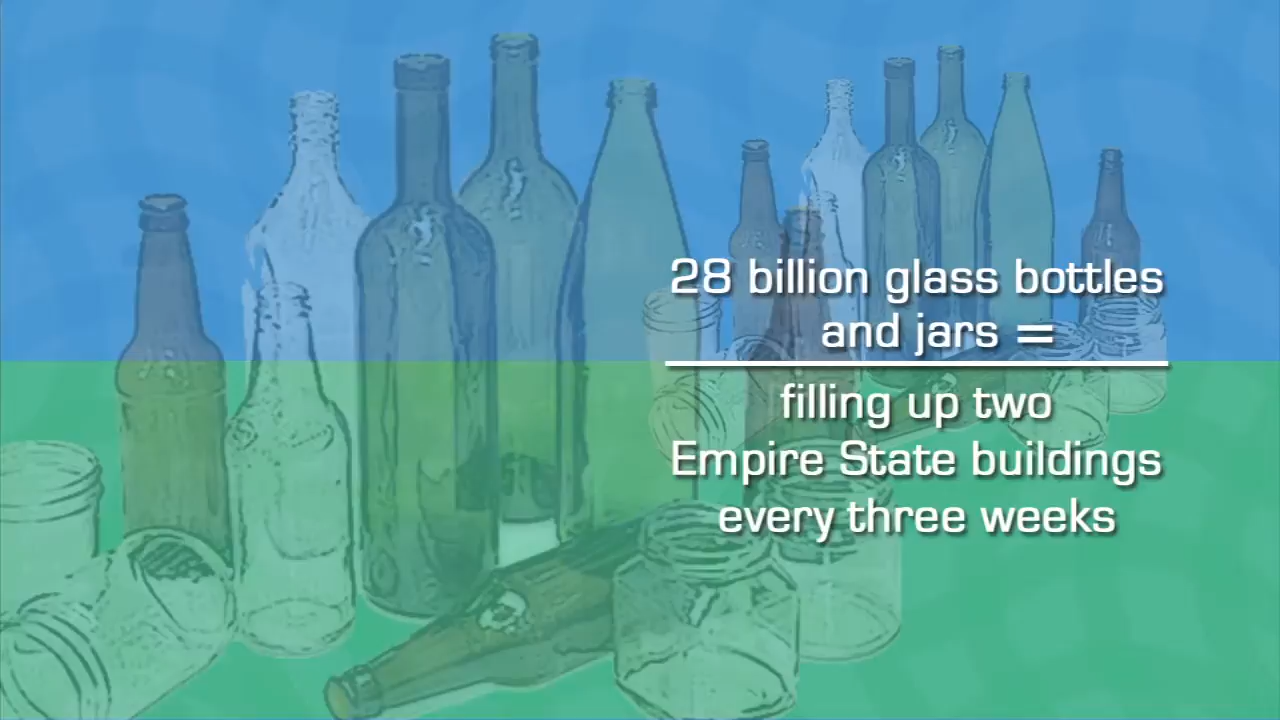 28 billion glass bottles
and jars =
filling up two
Empire State buildings
every three weeks